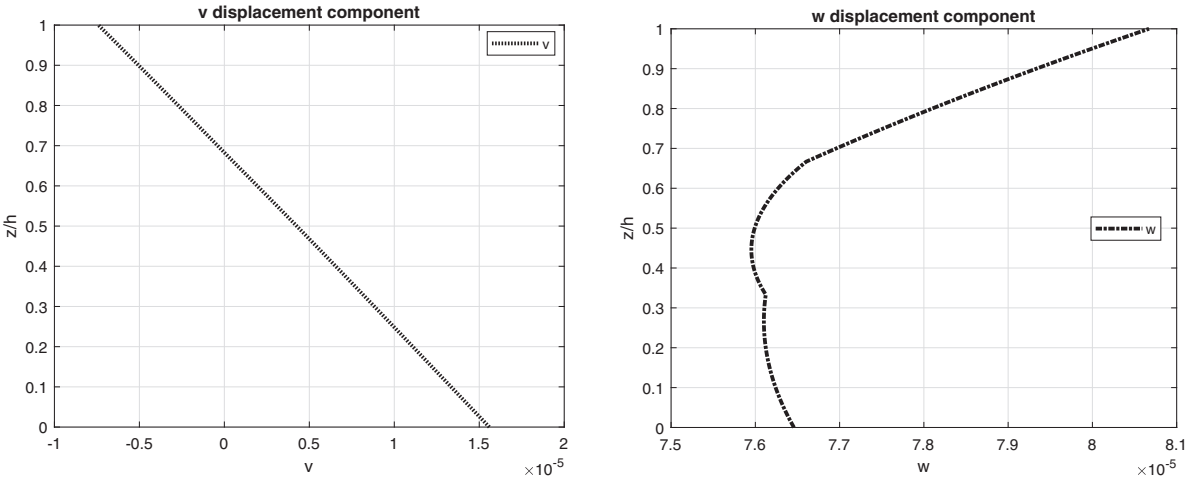 v displacement component
1
0.9
0.8
0.7
0.6
0.5
0.4
0.3
0.2
0.1
0
z/h
v
-1 -0.5 0 0.5 1 1.5 2
×10-5
v
w displacement component
1
0.9
0.8
0.7
0.6
0.5
0.4
0.3
0.2
0.1
0
z/h
w
7.5 7.6 7.7 7.8 7.9 8 8.1
×10-5
w